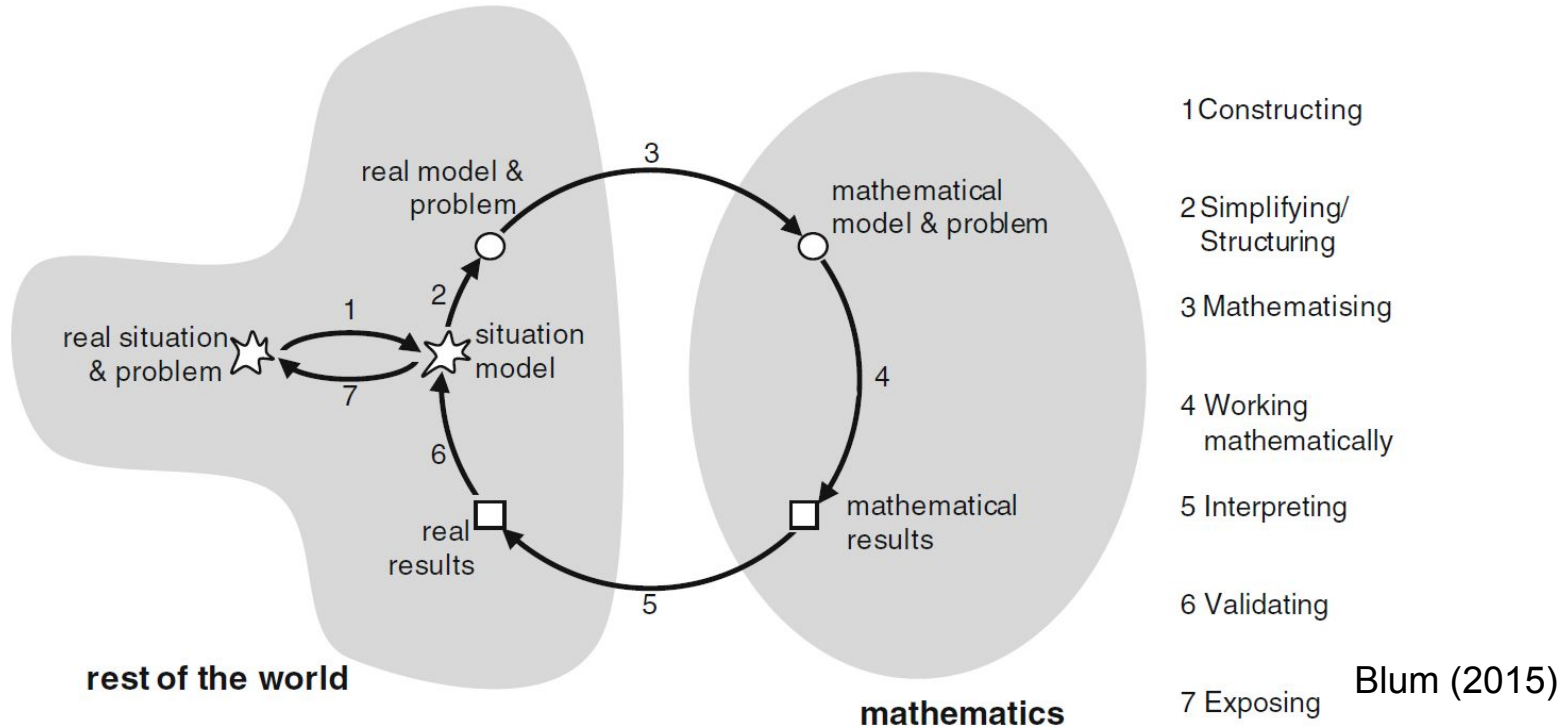 real model &
problem
3
mathematical
model & problem
2
1
real situation
& problem
situation
model
7
4
6
real
results
mathematical
results
5
rest of the world
mathematics
1 Constructing
2 Simplifying/
Structuring
3 Mathematising
4 Working
mathematically
5 Interpreting
6 Validating
7 Exposing
Blum (2015)